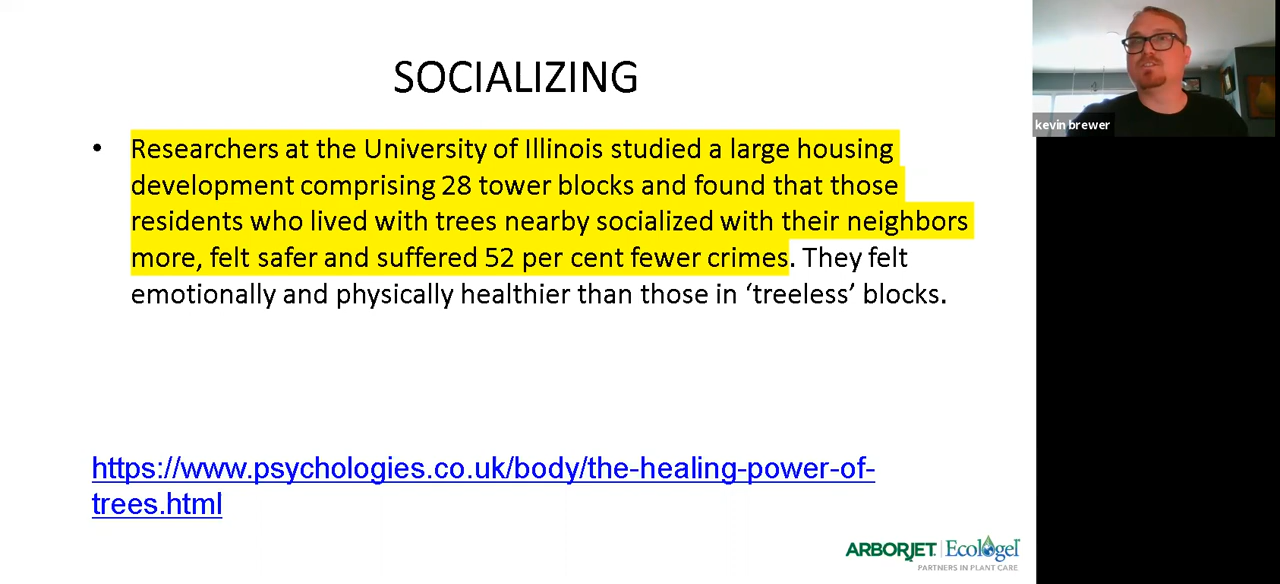 SOCIALIZING
• Researchers at the University of Illinois studied a large housing
development comprising 28 tower blocks and found that those
residents who lived with trees nearby socialized with their neighbors
more, felt safer and suffered 52 per cent fewer crimes. They felt
emotionally and physically healthier than those in ‘treeless’ blocks.
https://www.psychologies.co.uk/body/the-healing-power-of-
trees.html
ARBORJET | Ecologel
PARTNERS IN PLANT CARE
kevin brewer